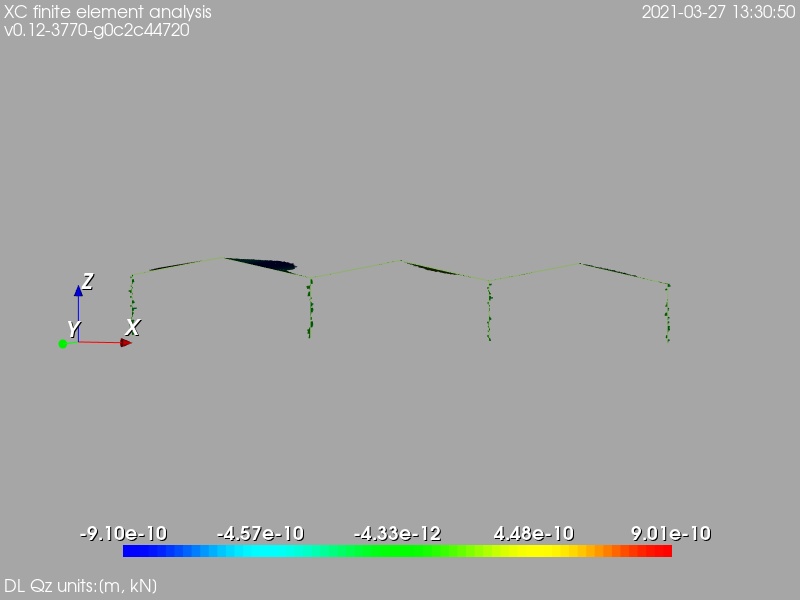 XC finite element analysis
2021-03-27 13:30:50
v0.12-3770-g0c2c44720
Z
Y
X
-9.10e-10
-4.57e-10
-4.33e-12
4.48e-10
9.01e-10
DL Qz units:[m, kN]